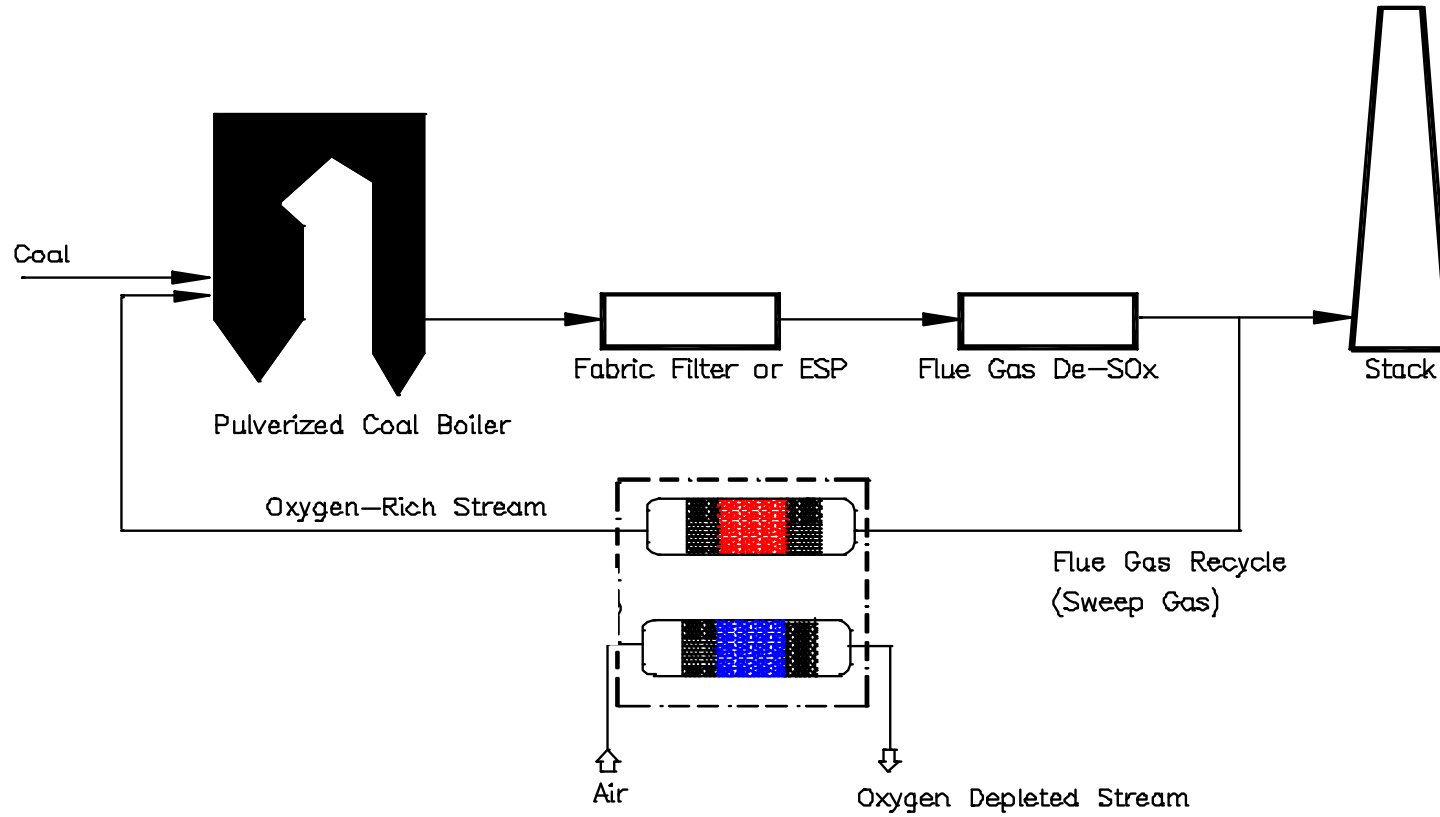 Coal
Fabric Filter or ESP
Flue Gas De-SOx
Stack
Pulverized Coal Boiler
Oxygen-Rich Stream
Flue Gas Recycle
(Sweep Gas)
Air
Oxygen Depleted Stream